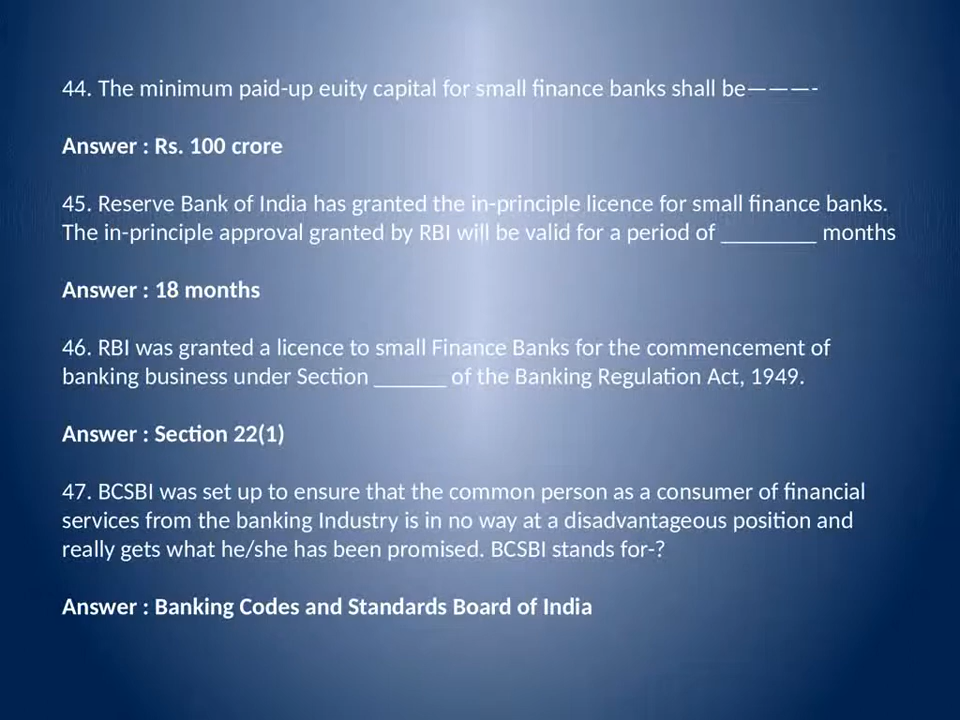 44. The minimum paid-up euity capital for small finance banks shall be———-
Answer : Rs. 100 crore
45. Reserve Bank of India has granted the in-principle licence for small finance banks.
The in-principle approval granted by RBI will be valid for a period of ________ months
Answer : 18 months
46. RBI was granted a licence to small Finance Banks for the commencement of
banking business under Section ______ of the Banking Regulation Act, 1949.
Answer : Section 22(1)
47. BCSBI was set up to ensure that the common person as a consumer of financial
services from the banking Industry is in no way at a disadvantageous position and
really gets what he/she has been promised. BCSBI stands for-?
Answer : Banking Codes and Standards Board of India